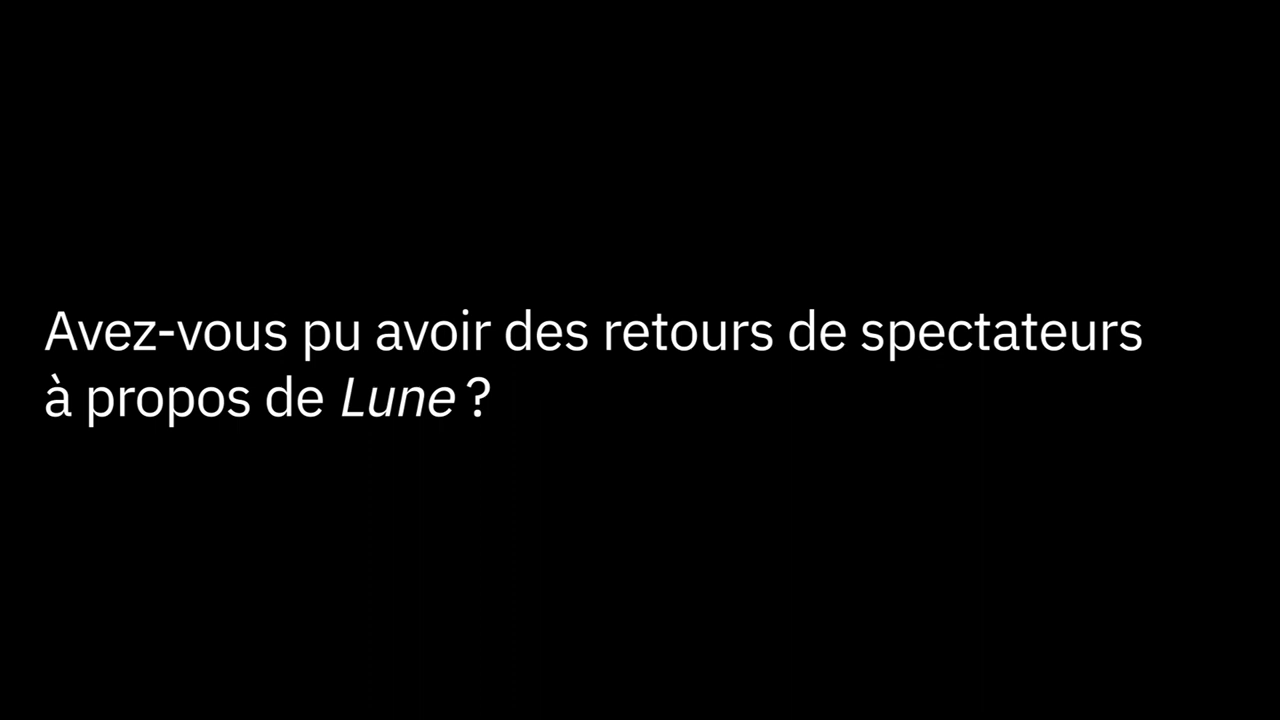 Avez-vous pu avoir des retours de spectateurs
à propos de Lune ?